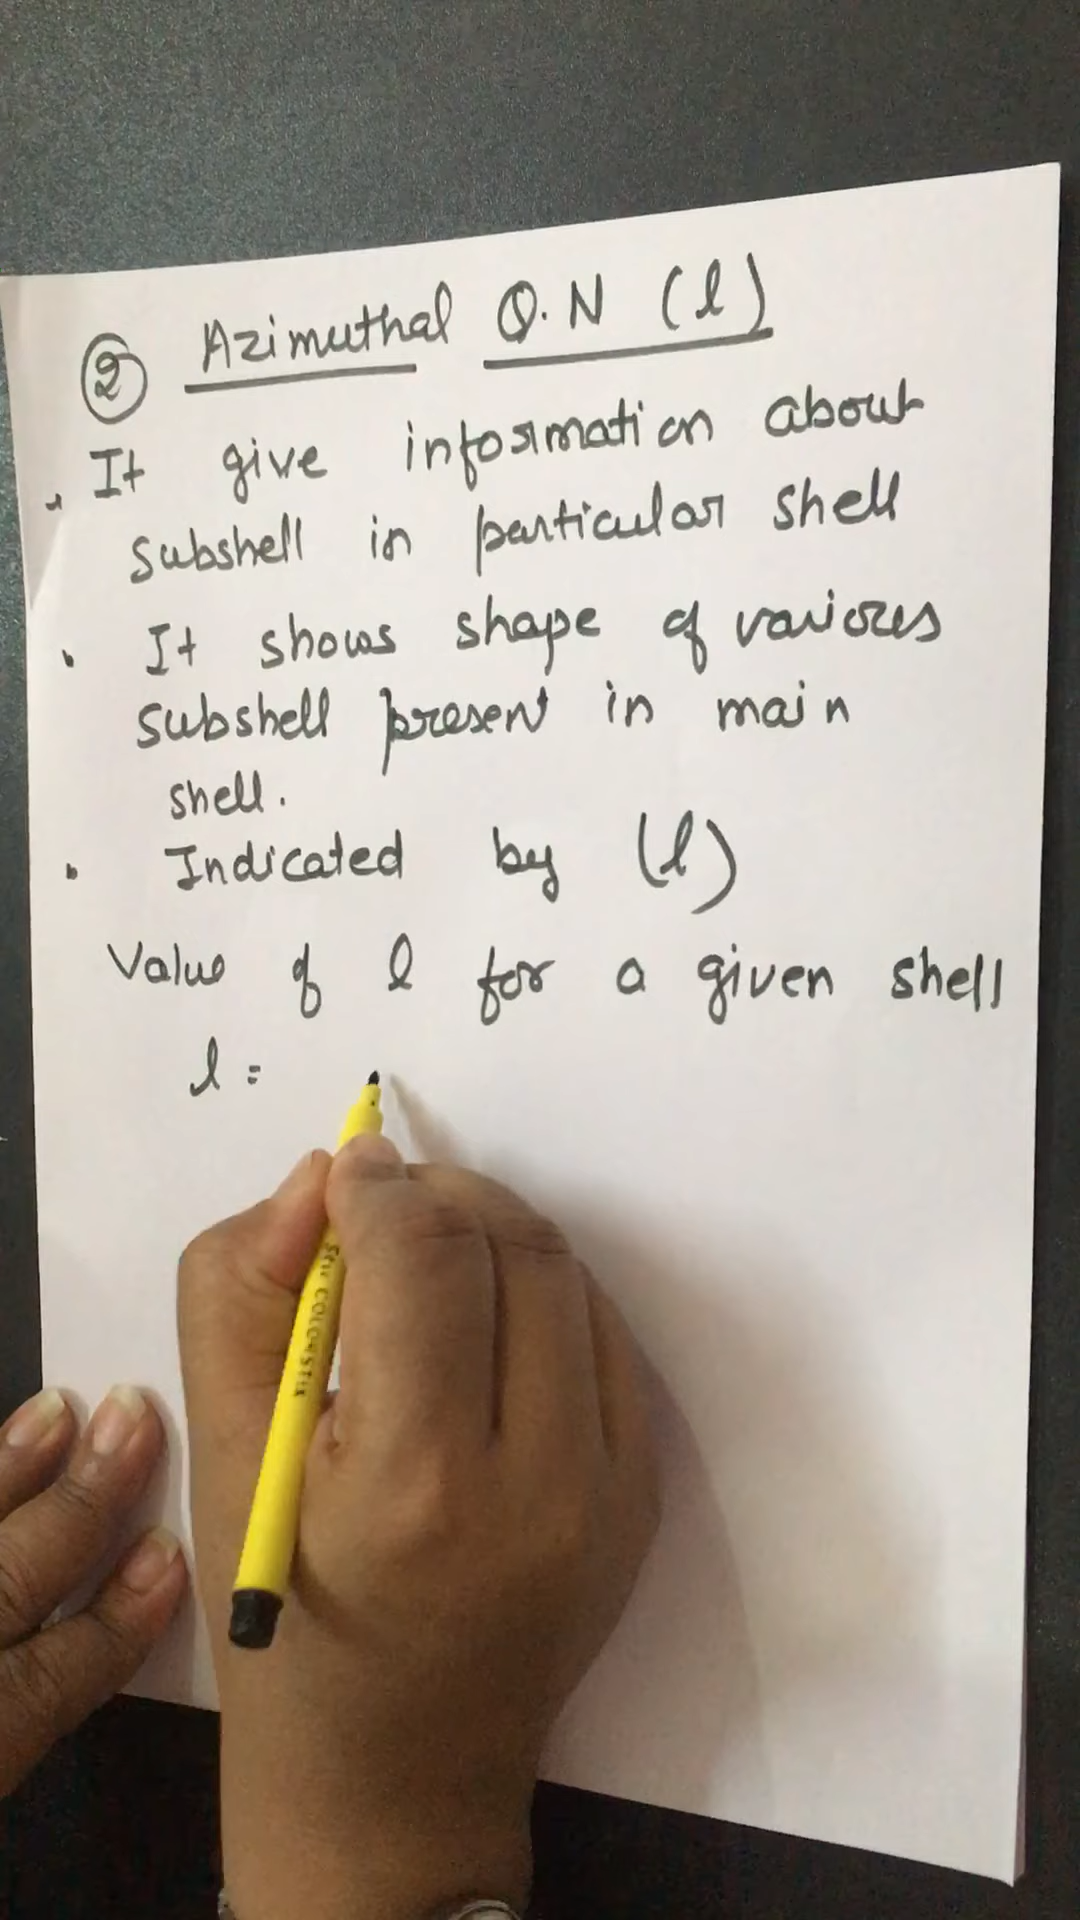 ② Azimuthal Q.N (l)
It give information about
subshell in particular shell
It shows shape of various
subshell present in main
shell.
Indicated by (l)
Value of l for a given shell
l =